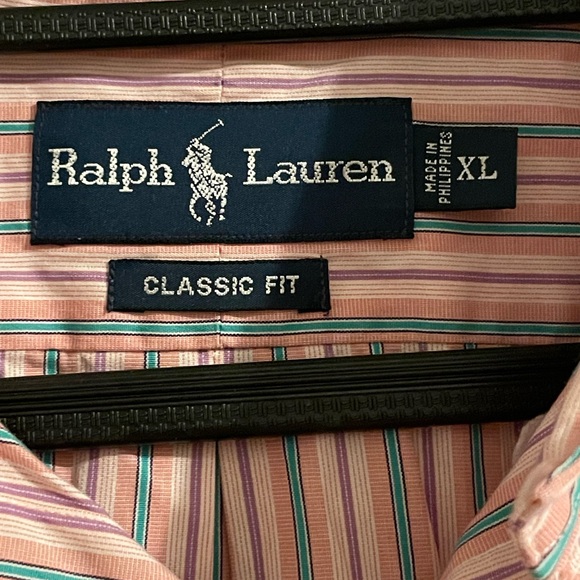 Ralph Lauren
MADE IN
PHILIPPINES
XL
CLASSIC FIT